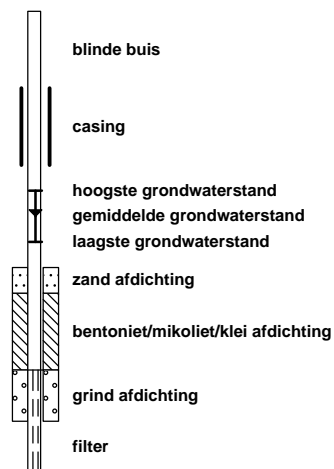 blinde buis
casing
hoogste grondwaterstand
gemiddelde grondwaterstand
laagste grondwaterstand
zand afdichting
bentoniet/mikoliet/klei afdichting
grind afdichting
filter